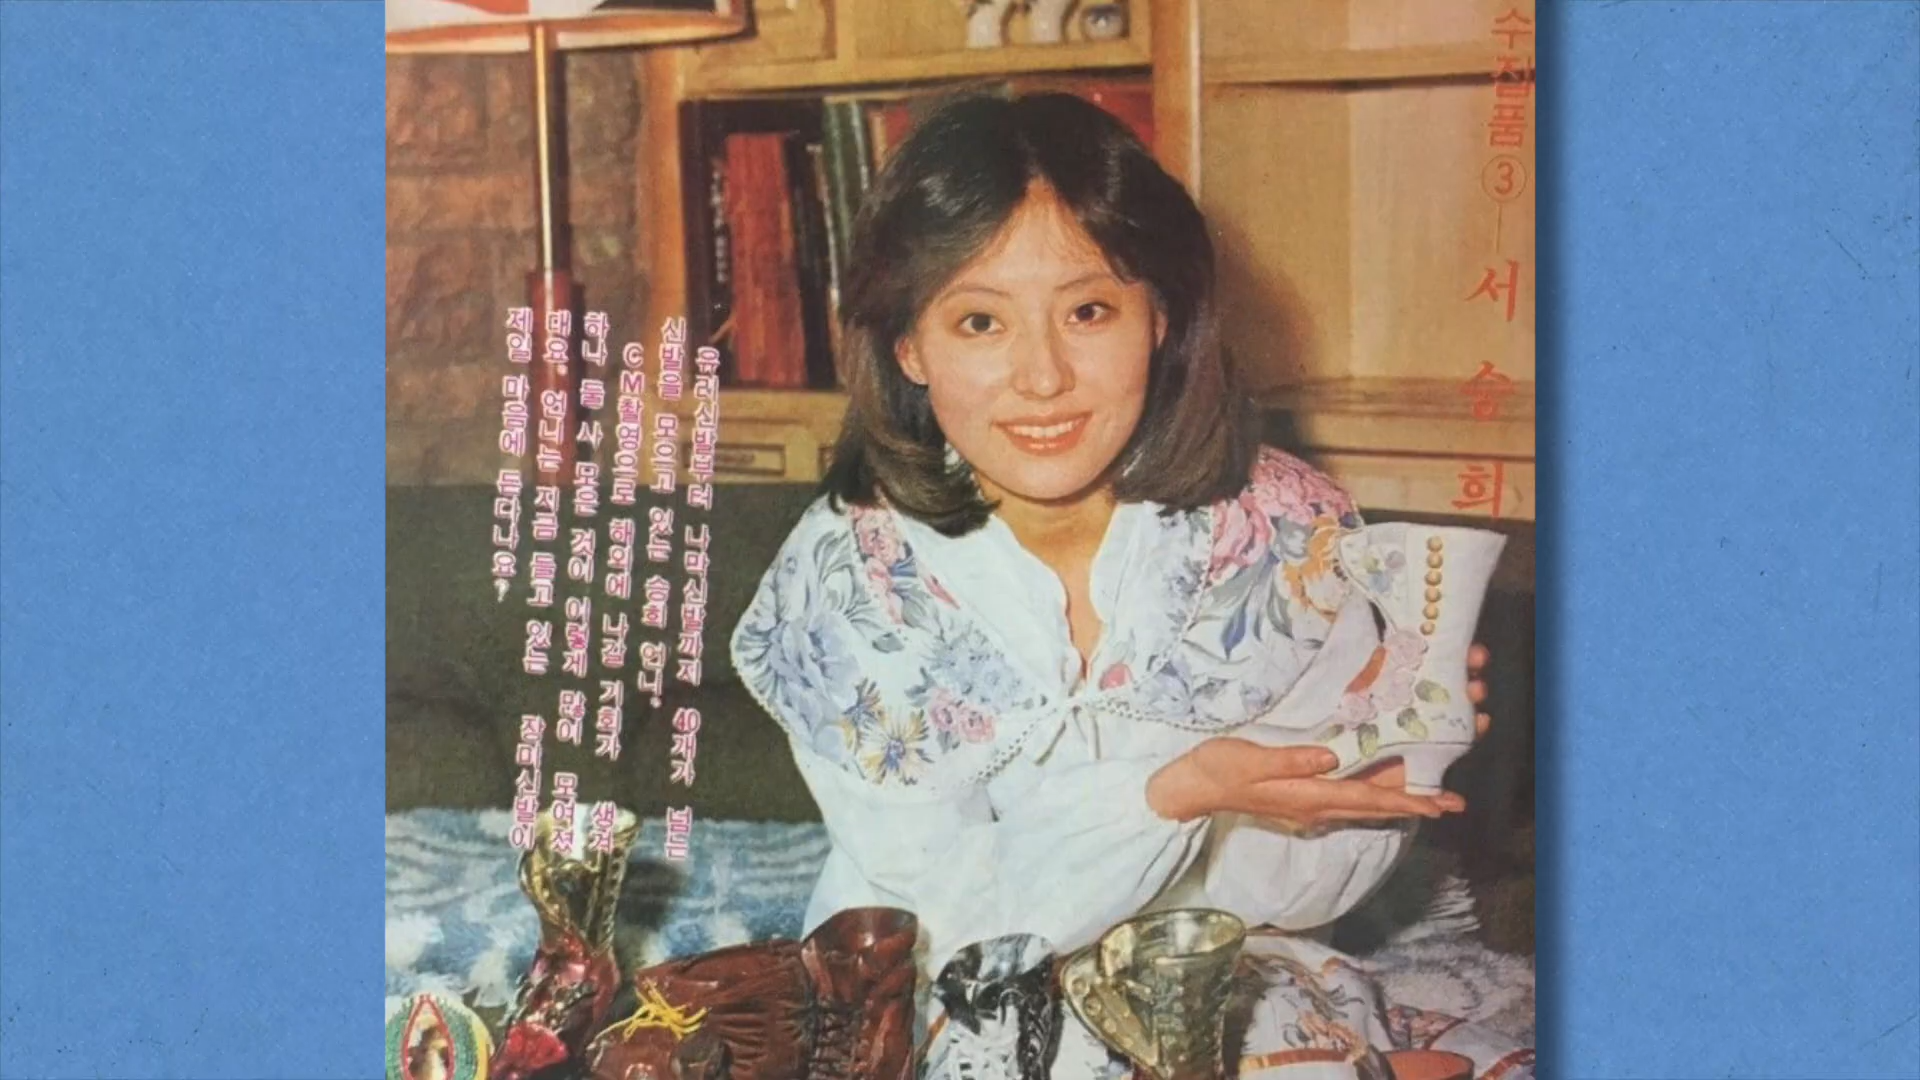 수집품③─서승희
유리신발부터 나막신발까지 40개가 넘는
신발을 모으고 있는 승희 언니.
CM촬영으로 해외에 나갈 기회가 생겨
하나 둘 사 모은 것이 이렇게 많이 모여졌
대요. 언니는 지금 들고 있는 장미신발이
제일 마음에 든다나요?